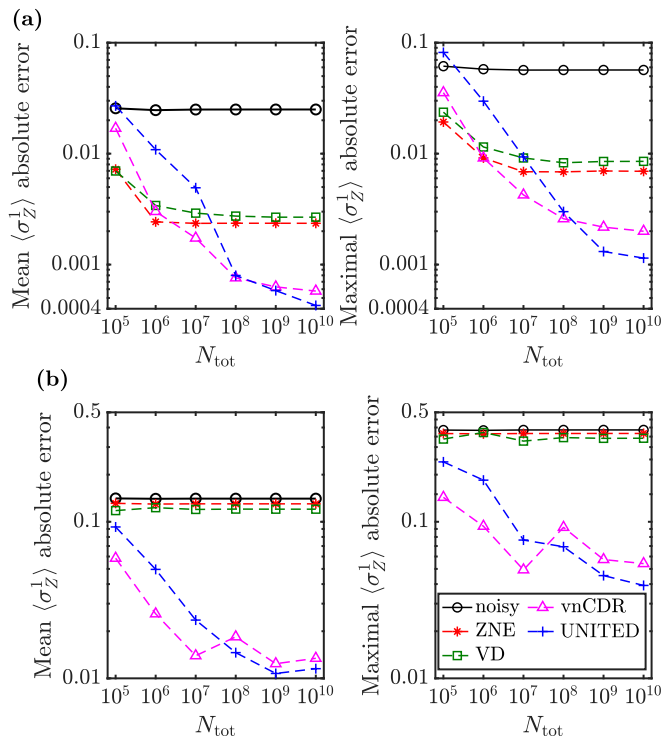 (a)
Mean ⟨σ_Z^1⟩ absolute error
0.1
0.01
0.001
0.0004
10^5 10^6 10^7 10^8 10^9 10^10
N_tot
Maximal ⟨σ_Z^1⟩ absolute error
0.1
0.01
0.001
0.0004
10^5 10^6 10^7 10^8 10^9 10^10
N_tot
(b)
Mean ⟨σ_Z^1⟩ absolute error
0.5
0.1
0.01
10^5 10^6 10^7 10^8 10^9 10^10
N_tot
Maximal ⟨σ_Z^1⟩ absolute error
0.5
0.1
0.01
10^5 10^6 10^7 10^8 10^9 10^10
N_tot
noisy
ZNE
VD
vnCDR
UNITED